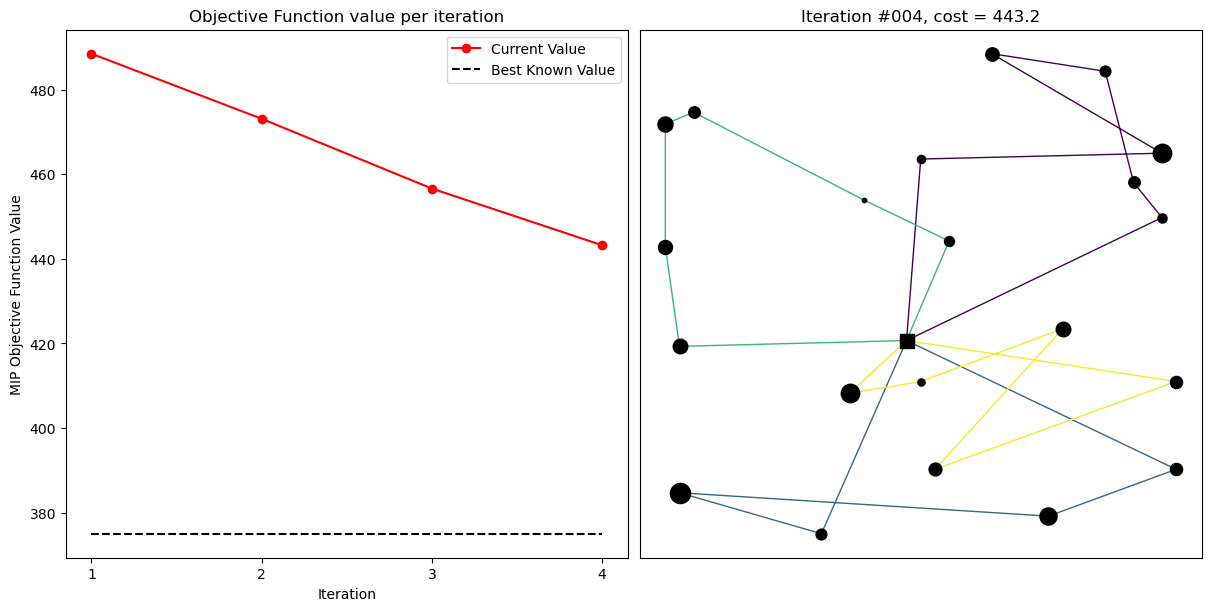 Objective Function value per iteration
Current Value
Best Known Value
480
460
440
420
400
380
MIP Objective Function Value
1
2
3
4
Iteration
Iteration #004, cost = 443.2